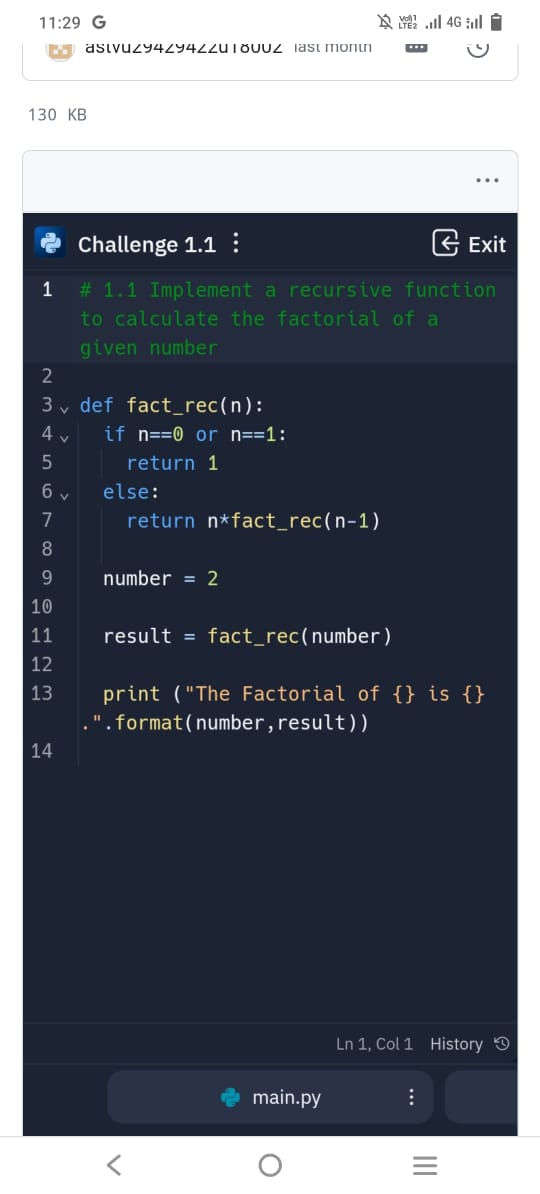 11:29 G Vo1 LTE2 4G
astvu29429422u18002 last month
130 KB
Challenge 1.1 Exit
1 # 1.1 Implement a recursive function
to calculate the factorial of a
given number
2
3 def fact_rec(n):
4 if n==0 or n==1:
5 return 1
6 else:
7 return n*fact_rec(n-1)
8
9 number = 2
10
11 result = fact_rec(number)
12
13 print ("The Factorial of {} is {}
.".format(number,result))
14
Ln 1, Col 1 History
main.py